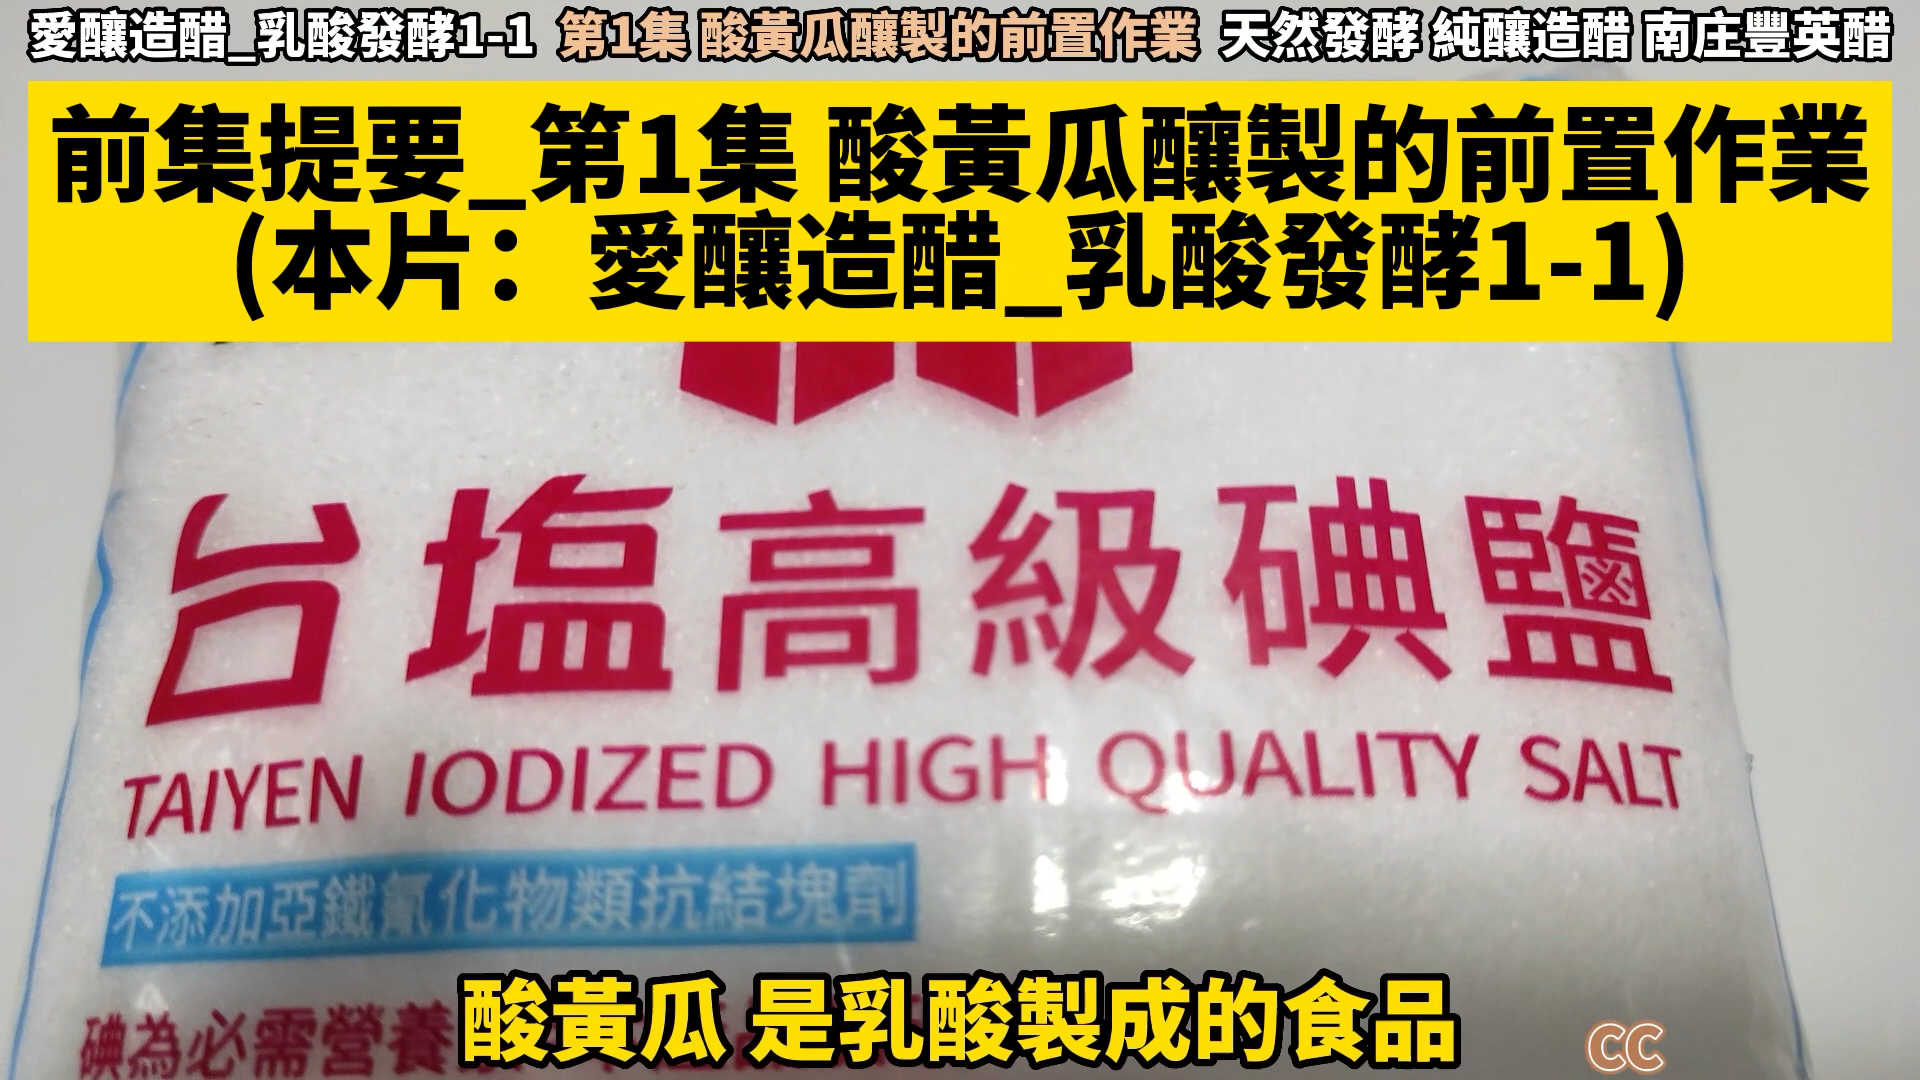 愛釀造醋_乳酸發酵1-1 第1集 酸黃瓜釀製的前置作業 天然發酵 純釀造醋 南庄豐英醋
前集提要_第1集 酸黃瓜釀製的前置作業
(本片：愛釀造醋_乳酸發酵1-1)
台塩高級碘鹽
TAIYEN IODIZED HIGH QUALITY SALT
不添加亞鐵氰化物類抗結塊劑
碘為必需營養
酸黃瓜 是乳酸製成的食品
CC